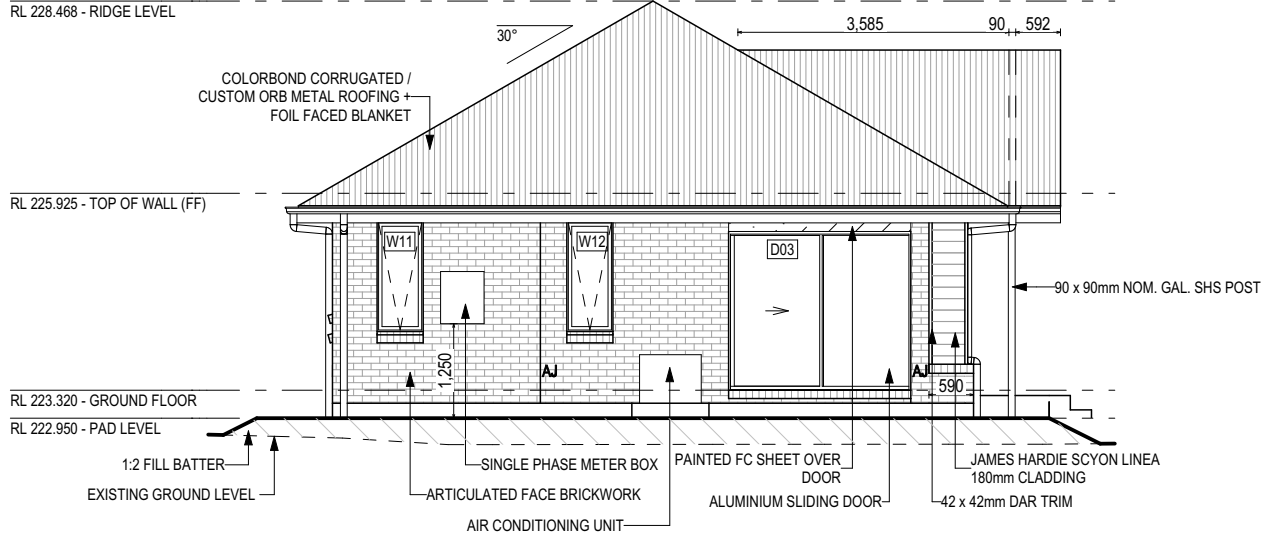 RL 228.468 - RIDGE LEVEL
30°
3,585
90
592
COLORBOND CORRUGATED /
CUSTOM ORB METAL ROOFING +
FOIL FACED BLANKET
RL 225.925 - TOP OF WALL (FF)
W11
W12
D03
90 x 90mm NOM. GAL. SHS POST
1,250
AJ
AJ
590
RL 223.320 - GROUND FLOOR
RL 222.950 - PAD LEVEL
1:2 FILL BATTER
EXISTING GROUND LEVEL
SINGLE PHASE METER BOX
ARTICULATED FACE BRICKWORK
AIR CONDITIONING UNIT
PAINTED FC SHEET OVER
DOOR
ALUMINIUM SLIDING DOOR
JAMES HARDIE SCYON LINEA
180mm CLADDING
42 x 42mm DAR TRIM